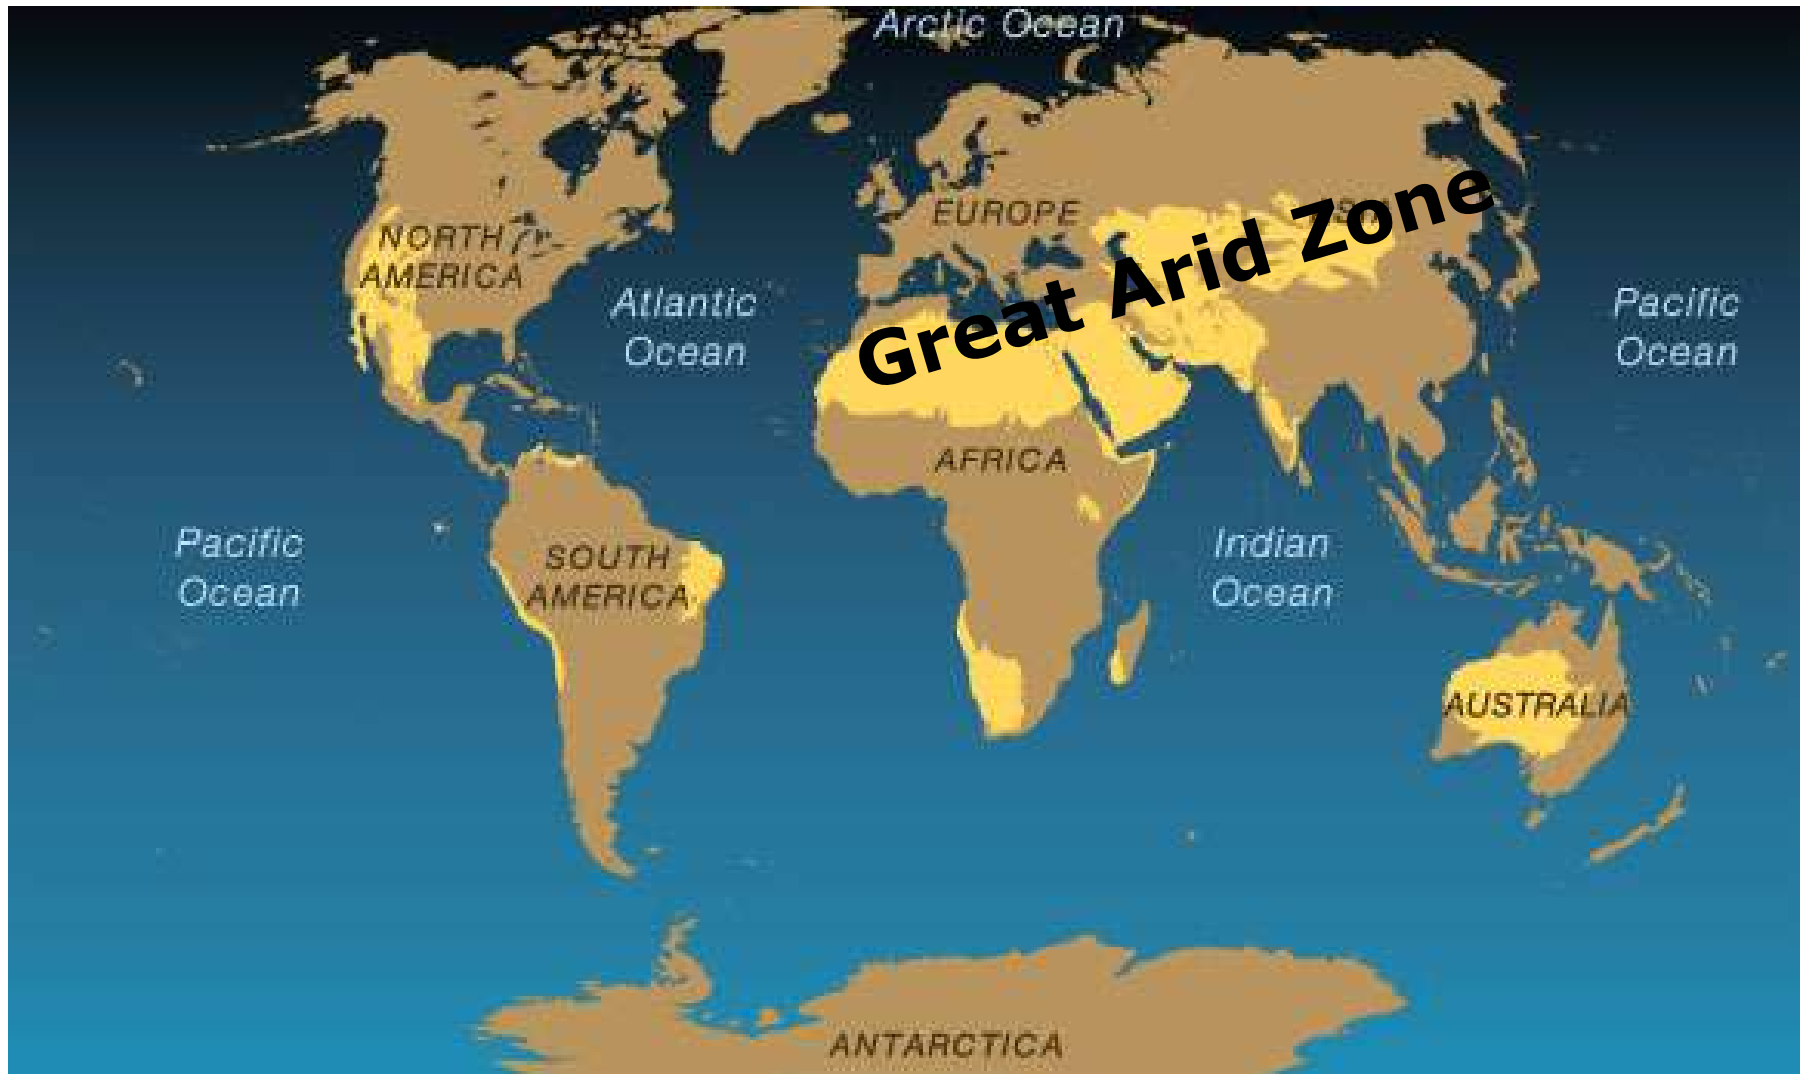 Arctic Ocean
EUROPE
Great Arid Zone
NORTH
AMERICA
Atlantic
Ocean
Pacific
Ocean
AFRICA
Pacific
Ocean
SOUTH
AMERICA
Indian
Ocean
AUSTRALIA
ANTARCTICA